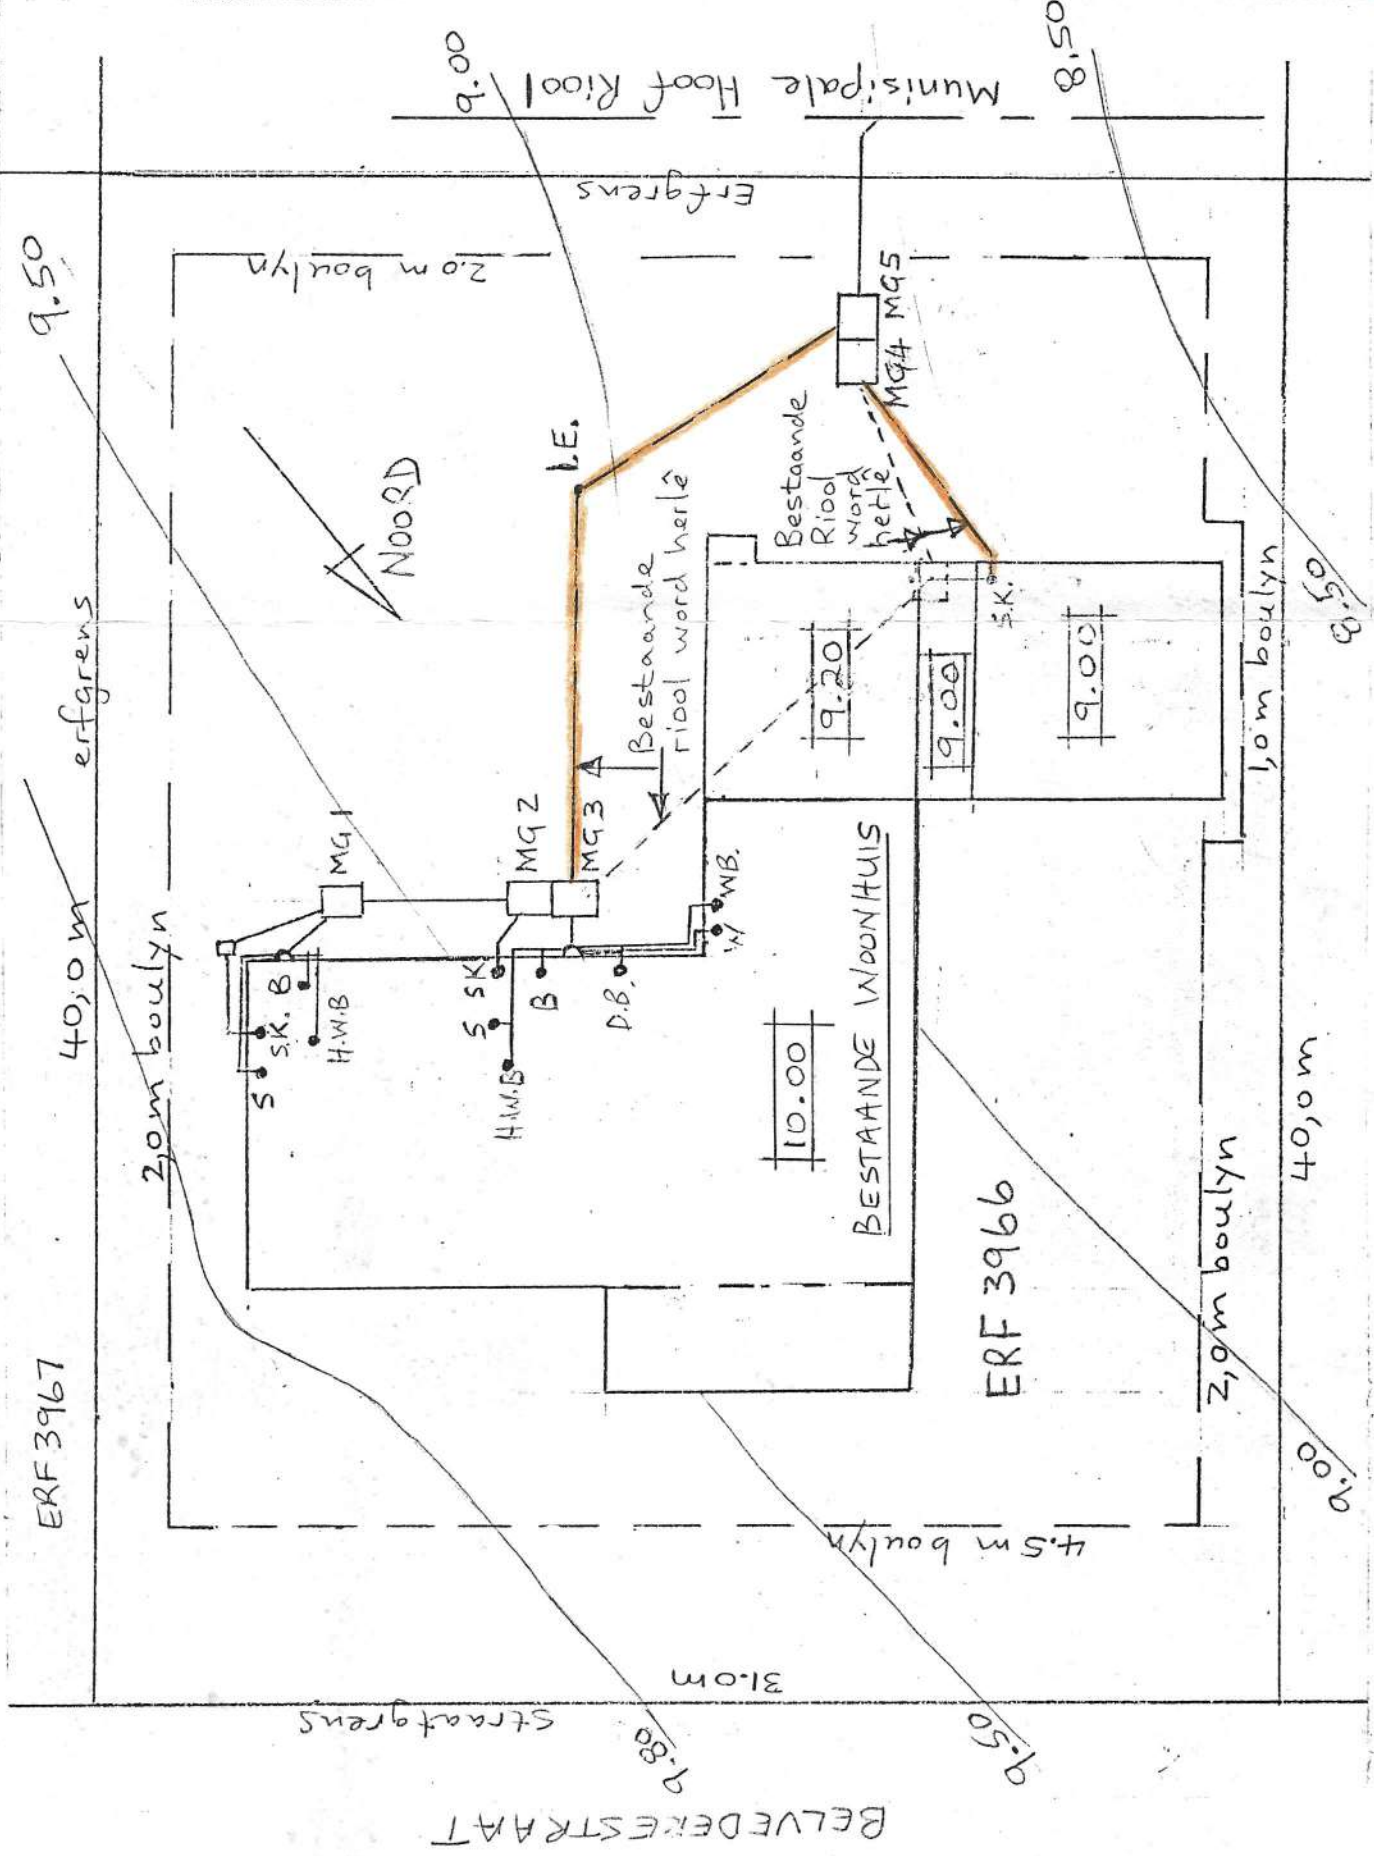 ERF 3967
40,0 m
erfgrens
9.50
9.00
Munisipale Hoof Riool
8.50
Erfgrens
2.0 m boulyn
2,0 m boulyn
NOORD
I.E.
MG4 MG5
Bestaande
Riool
word
herlê
Bestaande
riool word herlê
MG1
MG2
MG3
S
S.K.
B
H.W.B
S
SK
H.W.B
B
D.B.
W
WB.
S.K.
9.20
9.00
9.00
10.00
BESTAANDE WOONHUIS
ERF 3966
1,0 m boulyn
8.50
2,0 m boulyn
40,0 m
9.00
4.5 m boulyn
31.0 m
straatgrens
9.80
9.50
BELVEDERESTRAAT